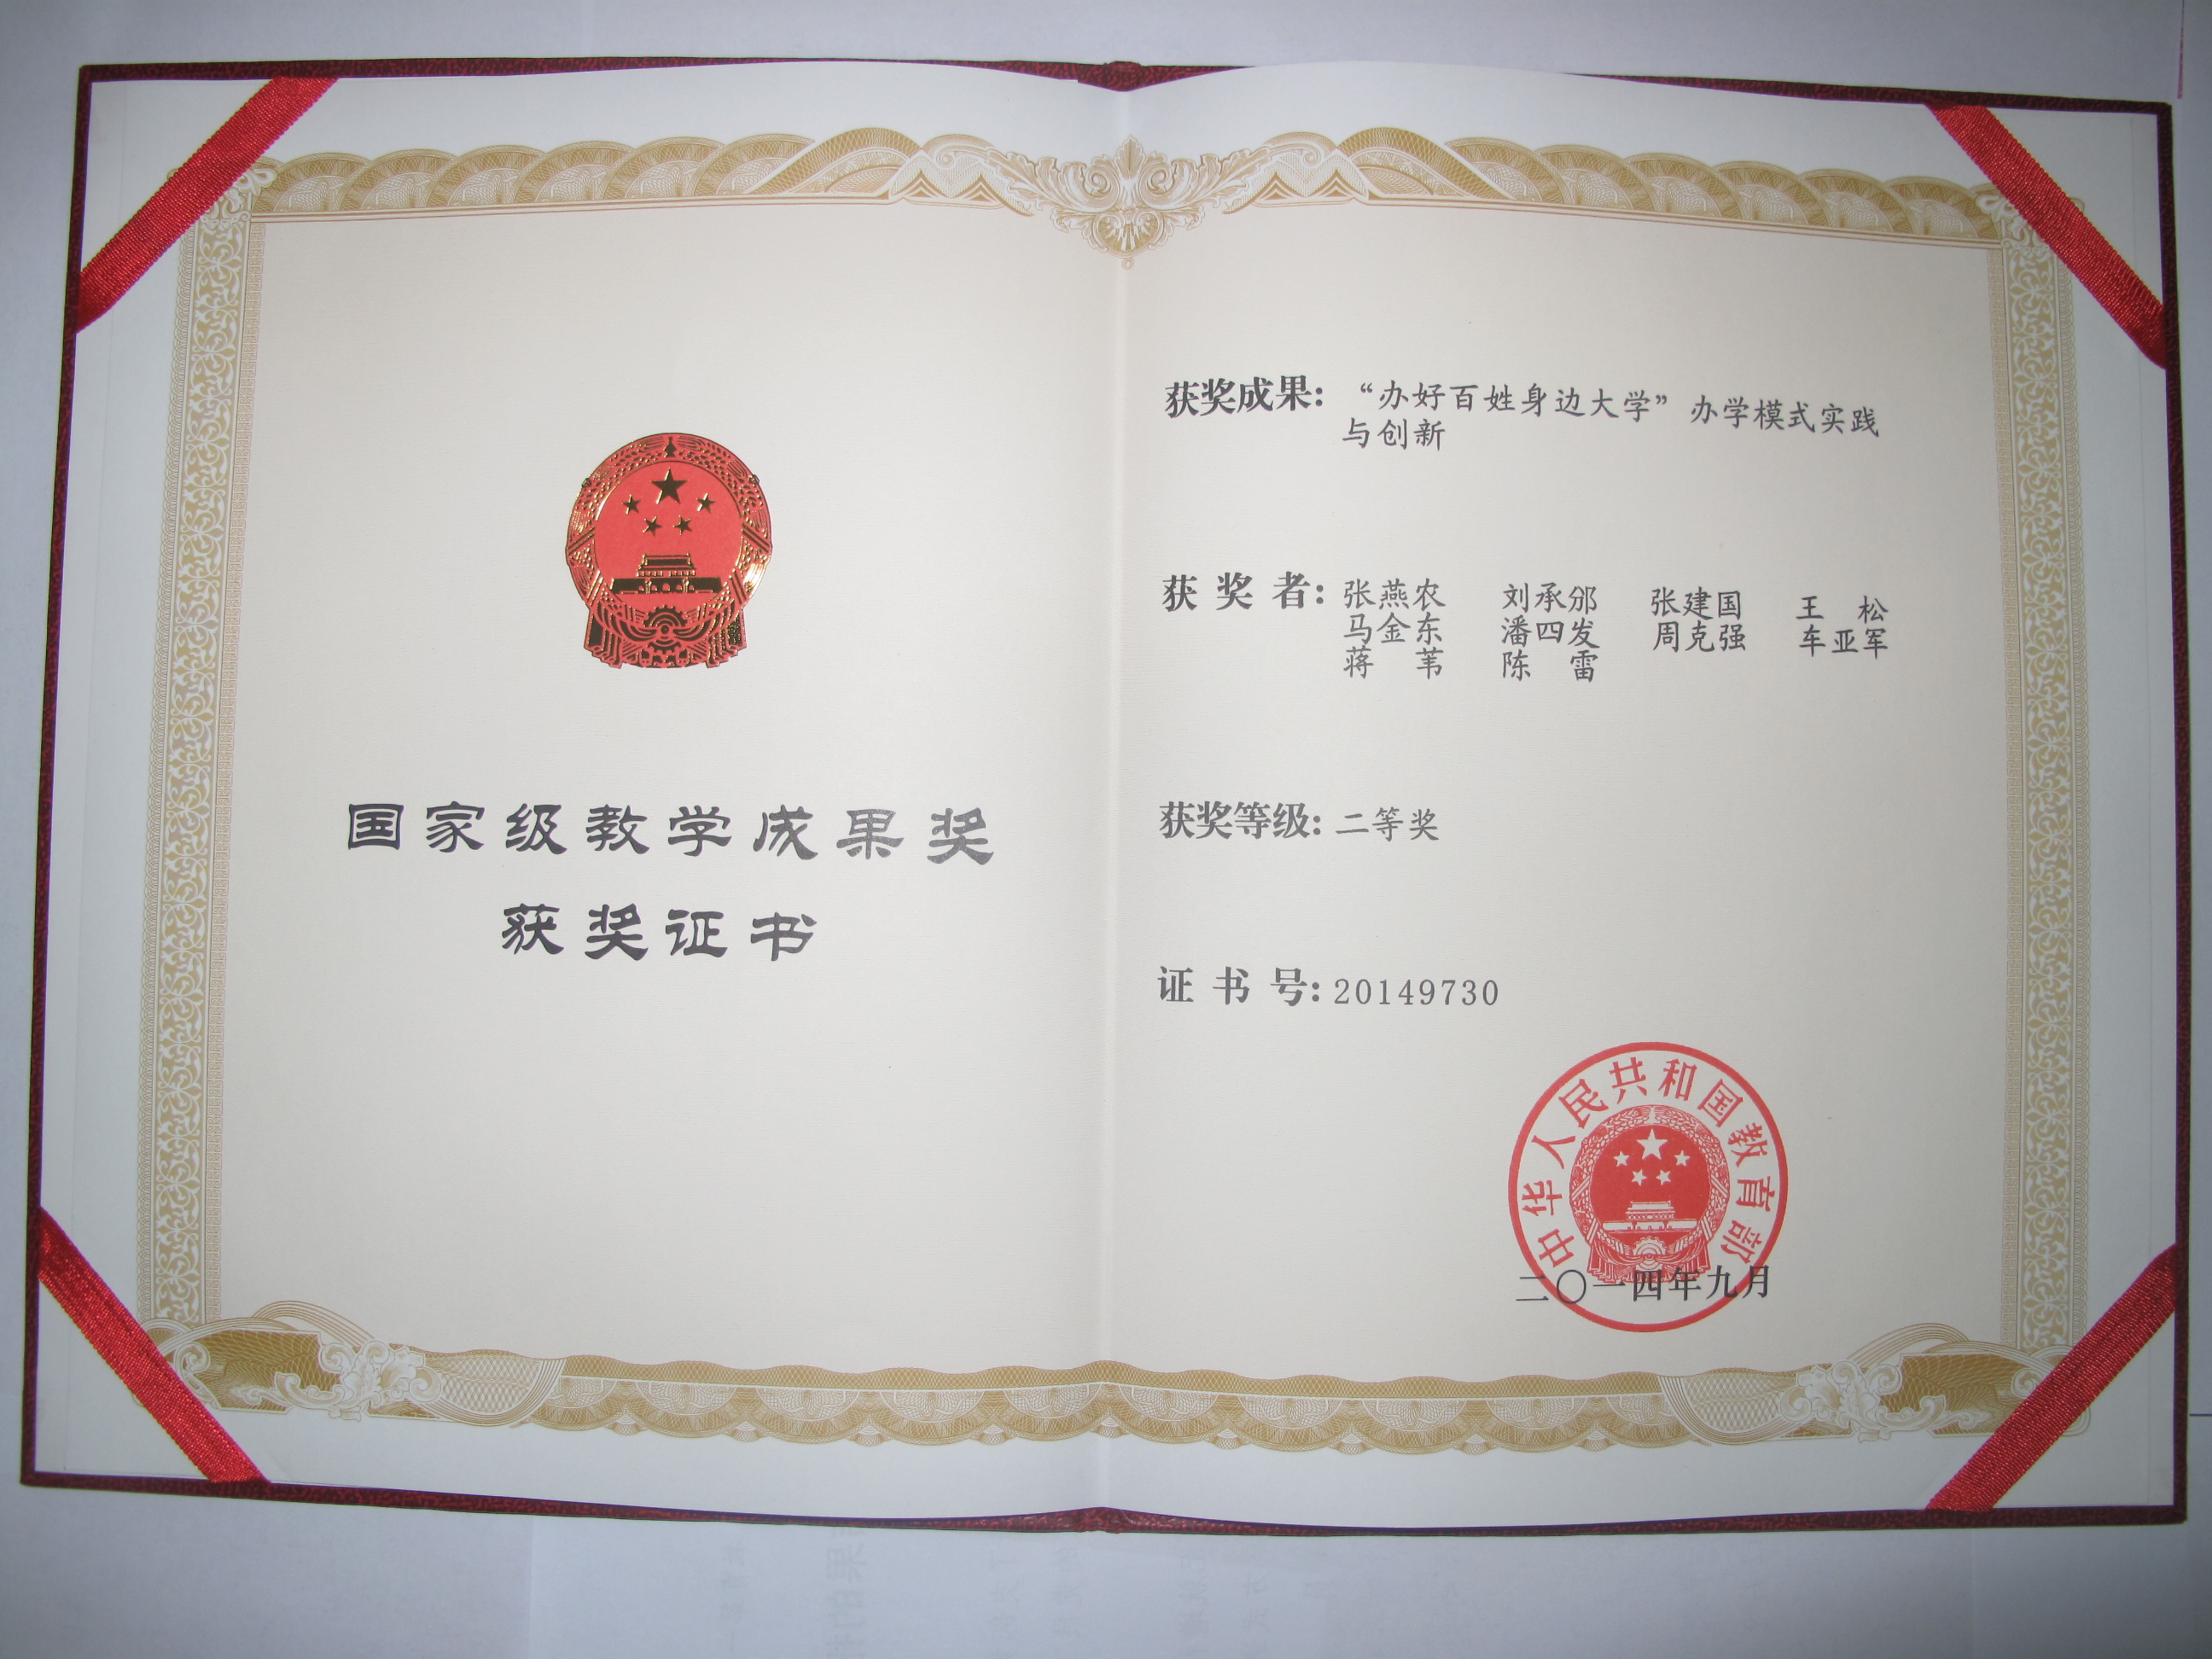 国家级教学成果奖
获奖证书
获奖成果：“办好百姓身边大学”办学模式实践
与创新
获奖者：张燕农 刘承邠 张建国 王松
马金东 潘四发 周克强 车亚军
蒋苇 陈雷
获奖等级：二等奖
证书号：20149730
中华人民共和国教育部
二〇一四年九月